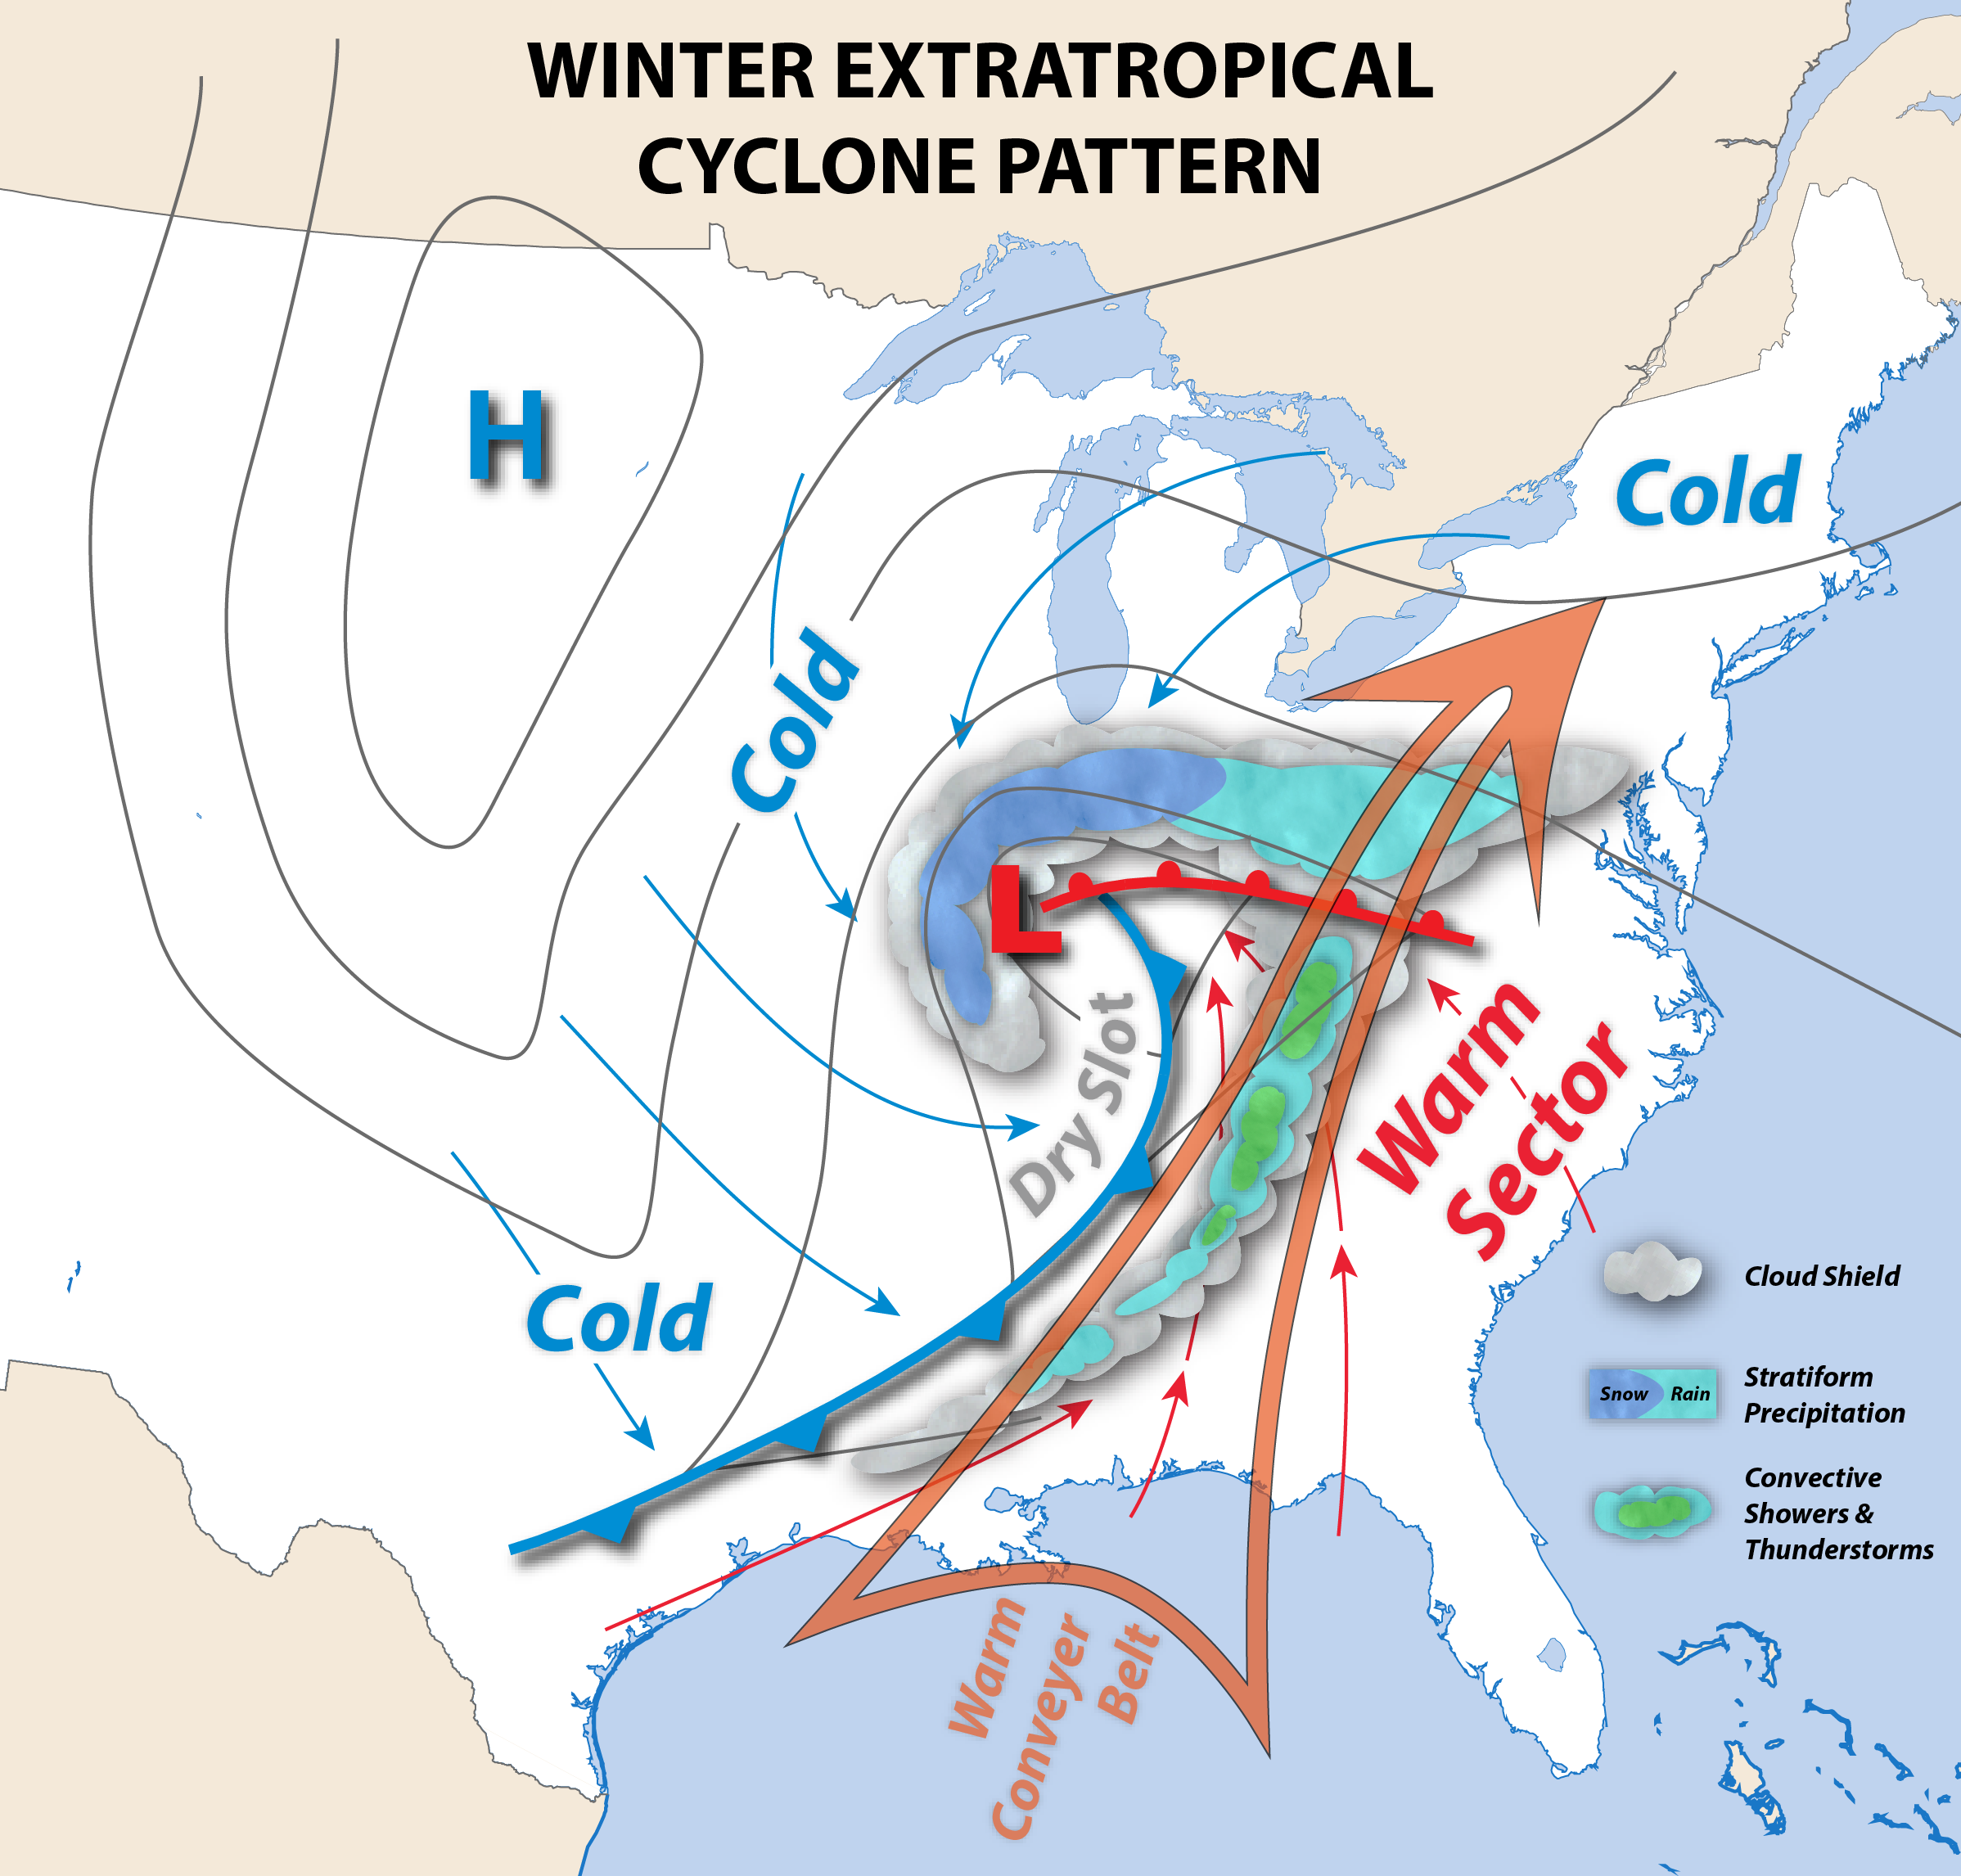 WINTER EXTRATROPICAL
CYCLONE PATTERN
H
Cold
Cold
L
Dry Slot
Warm
Sector
Cold
Cloud Shield
Snow
Rain
Stratiform
Precipitation
Convective
Showers &
Thunderstorms
Warm
Conveyer
Belt